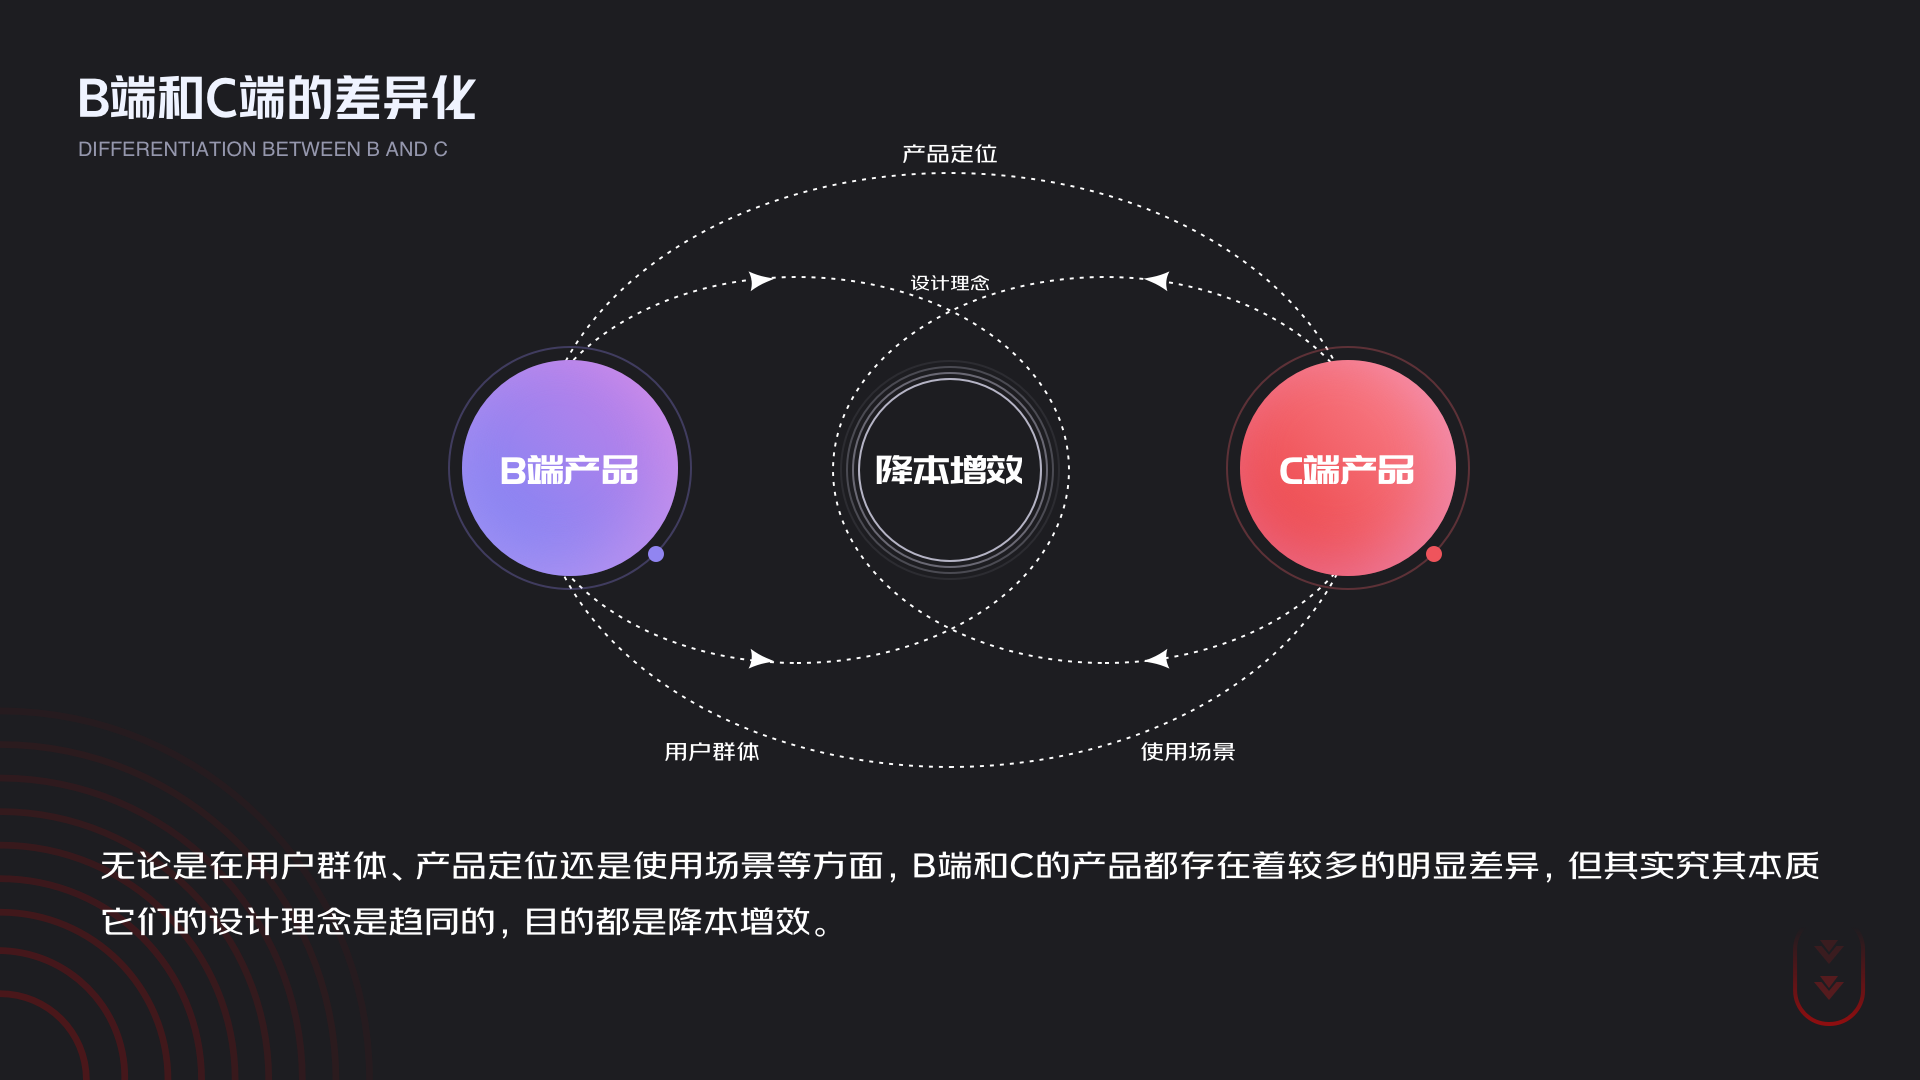 B端和C端的差异化
DIFFERENTIATION BETWEEN B AND C
产品定位
设计理念
B端产品
降本增效
C端产品
用户群体
使用场景
无论是在用户群体、产品定位还是使用场景等方面，B端和C的产品都存在着较多的明显差异，但其实究其本质
它们的设计理念是趋同的，目的都是降本增效。